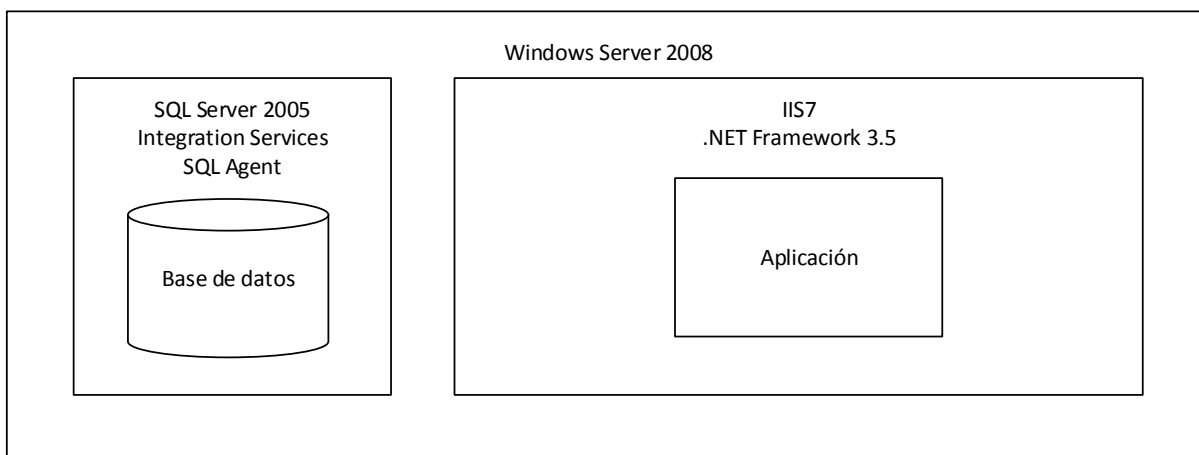 Windows Server 2008
SQL Server 2005
Integration Services
SQL Agent
Base de datos
IIS7
.NET Framework 3.5
Aplicación